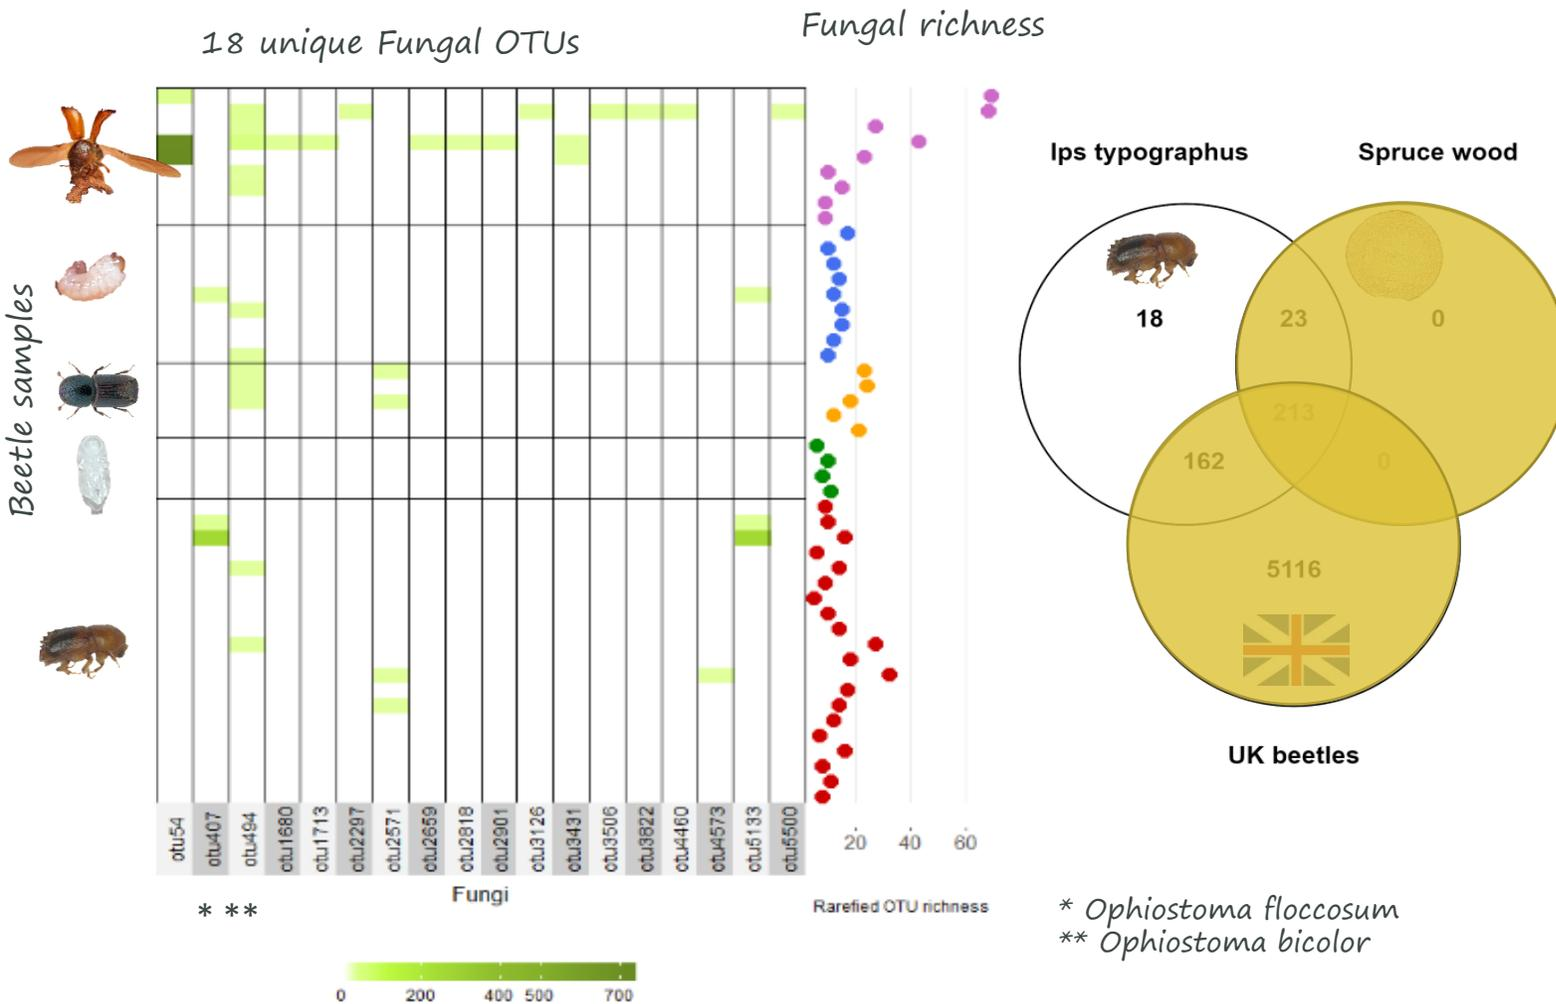 18 unique Fungal OTUs
Fungal richness
Beetle samples
Ips typographus
Spruce wood
18
23
0
213
162
0
5116
UK beetles
otu54
otu407
otu494
otu1680
otu1713
otu2297
otu2571
otu2659
otu2818
otu2901
otu3126
otu3431
otu3506
otu3822
otu4460
otu4573
otu5133
otu5500
20 40 60
Fungi
Rarefied OTU richness
* **
* Ophiostoma floccosum
** Ophiostoma bicolor
0 200 400 500 700